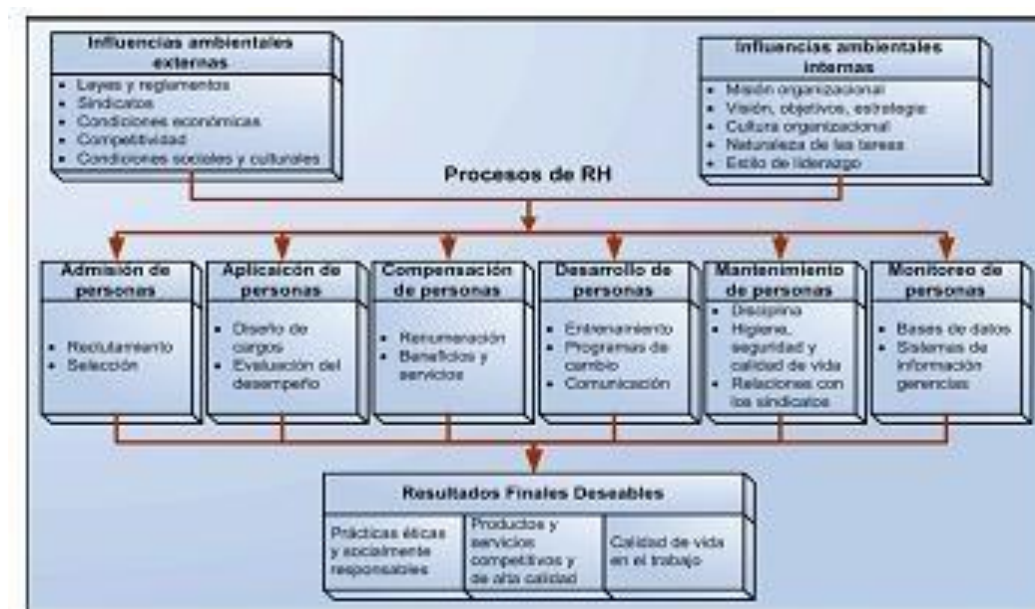 Influencias ambientales
externas
• Leyes y reglamentos
• Sindicatos
• Condiciones económicas
• Competitividad
• Condiciones sociales y culturales
Influencias ambientales
internas
• Misión organizacional
• Visión, objetivos, estrategia
• Cultura organizacional
• Naturaleza de las tareas
• Estilo de liderazgo
Procesos de RH
Admisión de
personas
• Reclutamiento
• Selección
Aplicaicón de
personas
• Diseño de
cargos
• Evaluación del
desempeño
Compensación
de personas
• Renumeración
• Beneficios y
servicios
Desarrollo de
personas
• Entrenamiento
• Programas de
cambio
• Comunicación
Mantenimiento
de personas
• Disciplina
• Higiene,
seguridad y
calidad de vida
• Relaciones con
los sindicatos
Monitoreo de
personas
• Bases de datos
• Sistemas de
información
gerencias
Resultados Finales Deseables
Prácticas éticas
y socialmente
responsables
Productos y
servicios
competitivos y
de alta calidad
Calidad de vida
en el trabajo